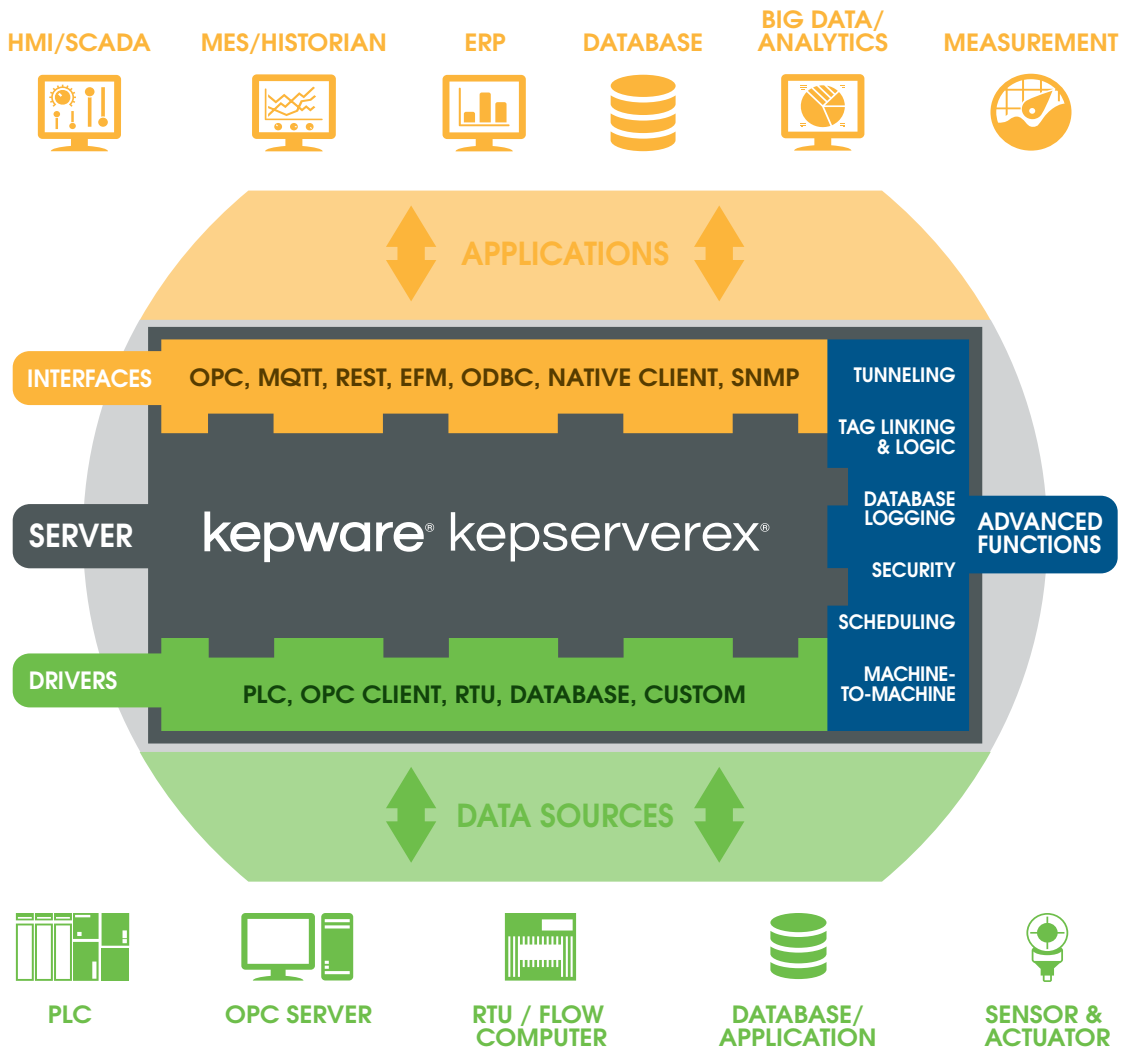 HMI/SCADA
MES/HISTORIAN
ERP
DATABASE
BIG DATA/
ANALYTICS
MEASUREMENT
APPLICATIONS
INTERFACES
OPC, MQTT, REST, EFM, ODBC, NATIVE CLIENT, SNMP
TUNNELING
TAG LINKING
& LOGIC
DATABASE
LOGGING
SECURITY
SCHEDULING
MACHINE-
TO-MACHINE
ADVANCED
FUNCTIONS
SERVER
kepware® kepserverex®
DRIVERS
PLC, OPC CLIENT, RTU, DATABASE, CUSTOM
DATA SOURCES
PLC
OPC SERVER
RTU / FLOW
COMPUTER
DATABASE/
APPLICATION
SENSOR &
ACTUATOR